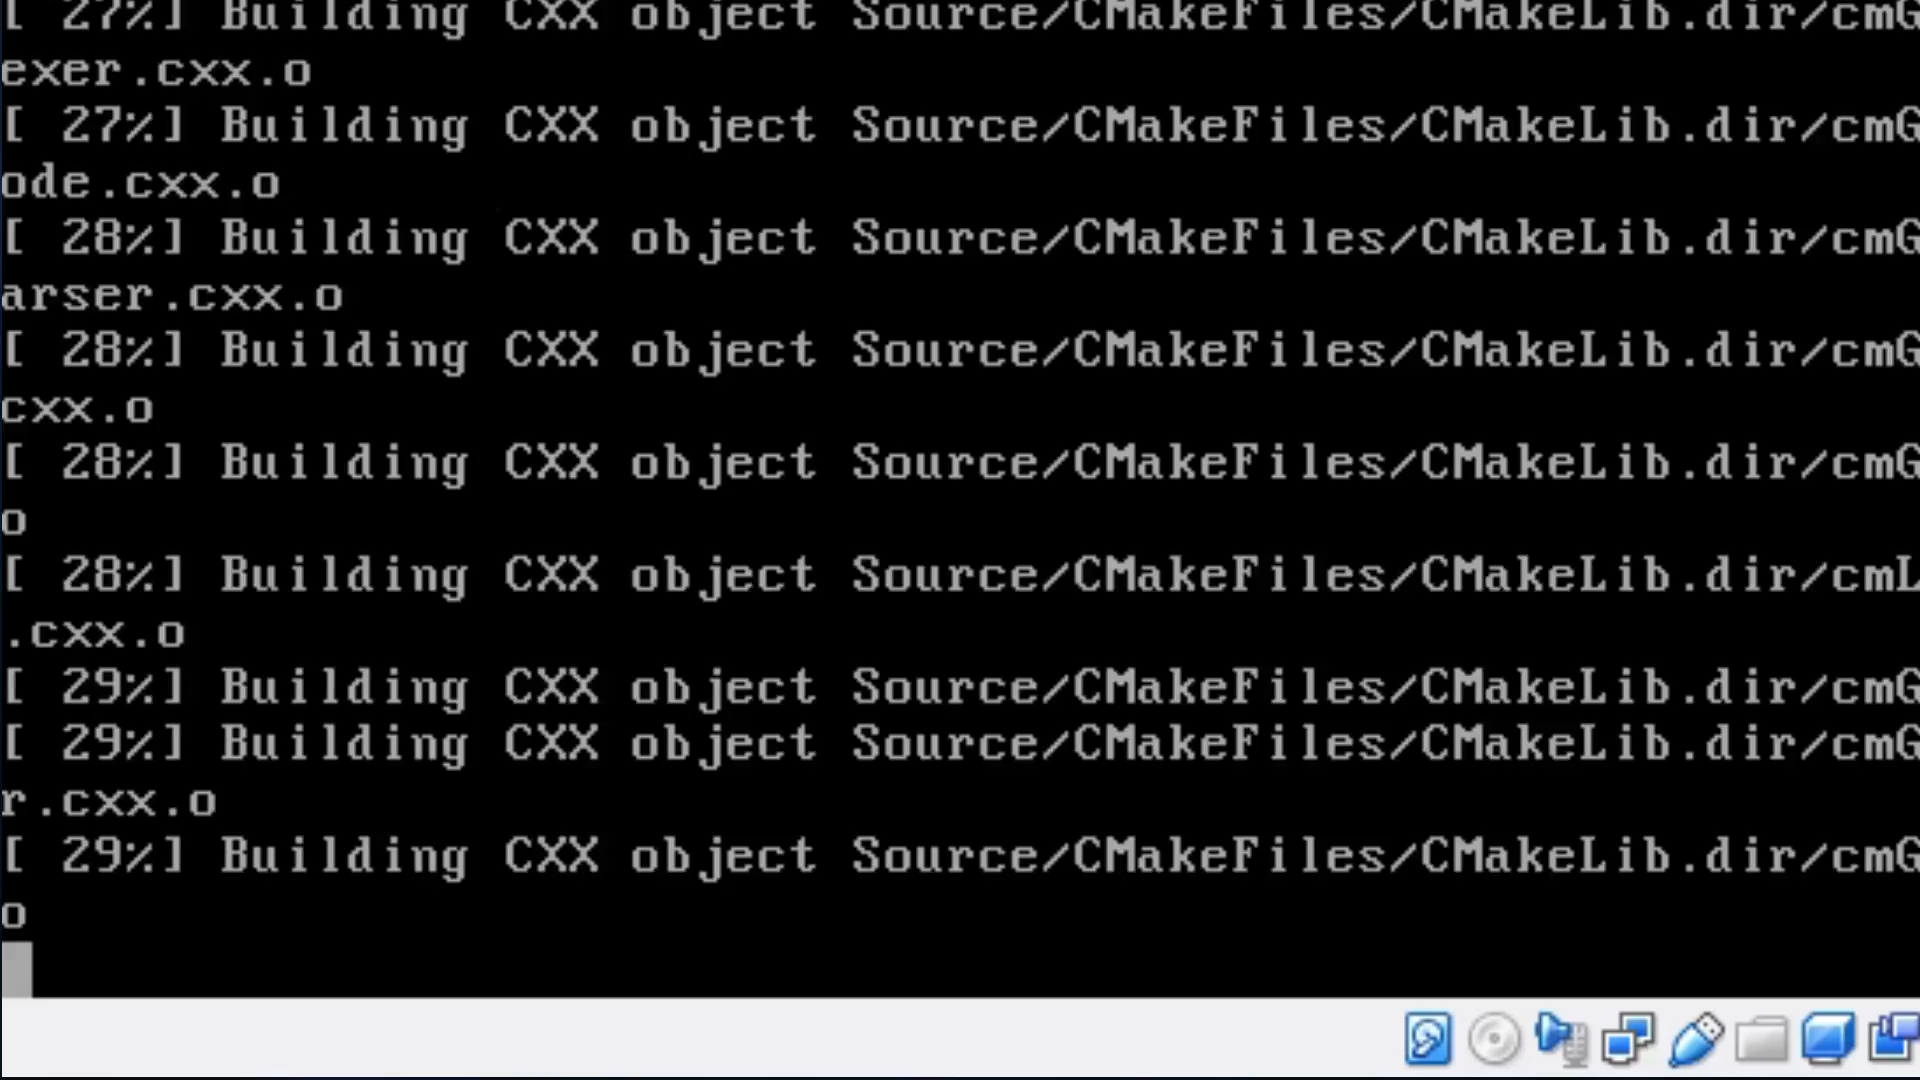 [ 27%] Building CXX object Source/CMakeFiles/CMakeLib.dir/cmG
exer.cxx.o
[ 27%] Building CXX object Source/CMakeFiles/CMakeLib.dir/cmG
ode.cxx.o
[ 28%] Building CXX object Source/CMakeFiles/CMakeLib.dir/cmG
arser.cxx.o
[ 28%] Building CXX object Source/CMakeFiles/CMakeLib.dir/cmG
cxx.o
[ 28%] Building CXX object Source/CMakeFiles/CMakeLib.dir/cmG
o
[ 28%] Building CXX object Source/CMakeFiles/CMakeLib.dir/cmL
.cxx.o
[ 29%] Building CXX object Source/CMakeFiles/CMakeLib.dir/cmG
[ 29%] Building CXX object Source/CMakeFiles/CMakeLib.dir/cmG
r.cxx.o
[ 29%] Building CXX object Source/CMakeFiles/CMakeLib.dir/cmG
o